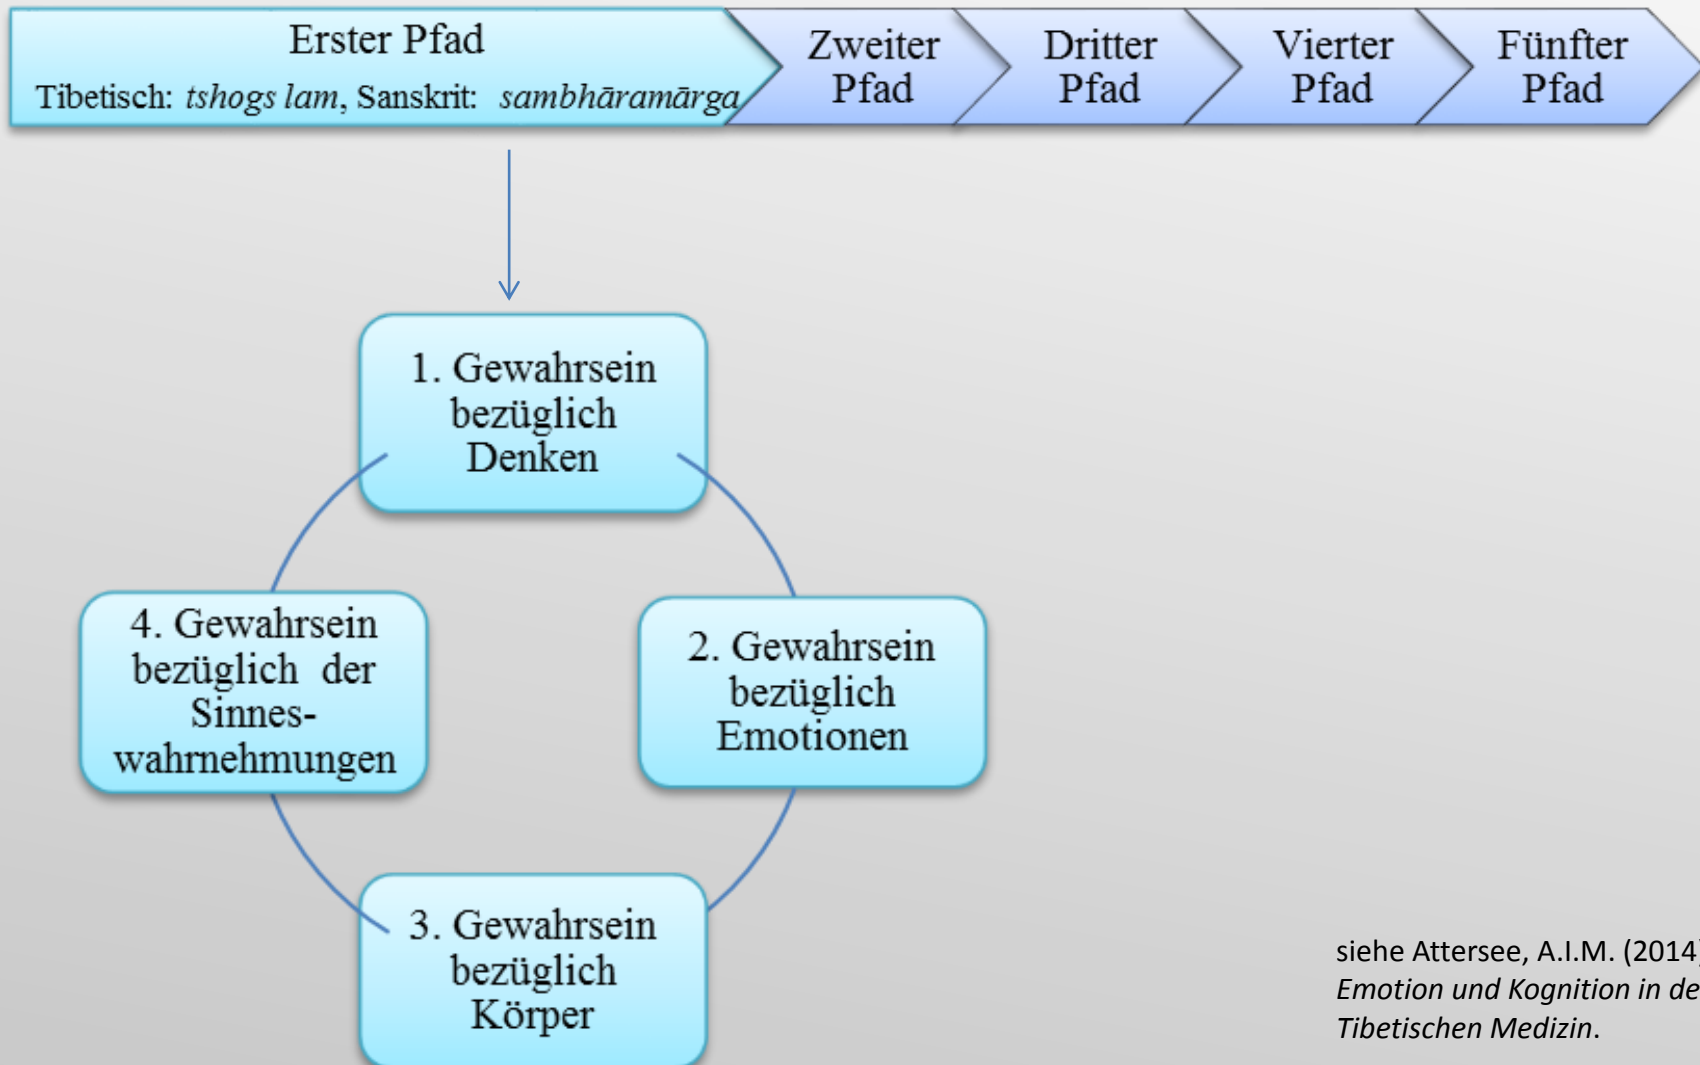 Erster Pfad
Tibetisch: tshogs lam, Sanskrit: sambhāramārga
Zweiter
Pfad
Dritter
Pfad
Vierter
Pfad
Fünfter
Pfad
1. Gewahrsein
bezüglich
Denken
2. Gewahrsein
bezüglich
Emotionen
3. Gewahrsein
bezüglich
Körper
4. Gewahrsein
bezüglich der
Sinnes-
wahrnehmungen
siehe Attersee, A.I.M. (2014)
Emotion und Kognition in de
Tibetischen Medizin.